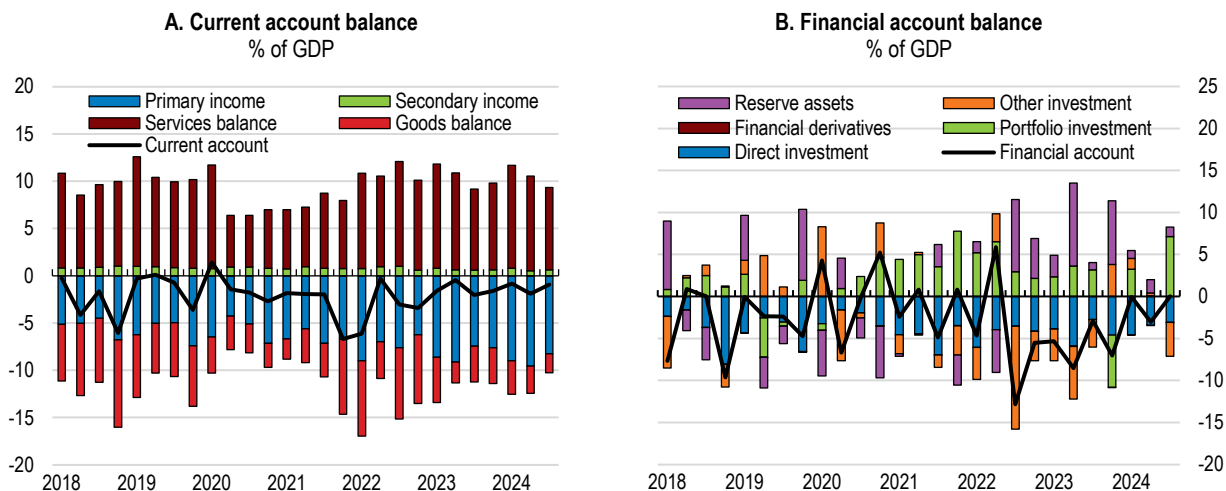 A. Current account balance
% of GDP
20
15
10
5
0
-5
-10
-15
-20
Primary income
Secondary income
Services balance
Goods balance
Current account
2018 2019 2020 2021 2022 2023 2024
B. Financial account balance
% of GDP
Reserve assets
Other investment
Financial derivatives
Portfolio investment
Direct investment
Financial account
25
20
15
10
5
0
-5
-10
-15
-20
2018 2019 2020 2021 2022 2023 2024